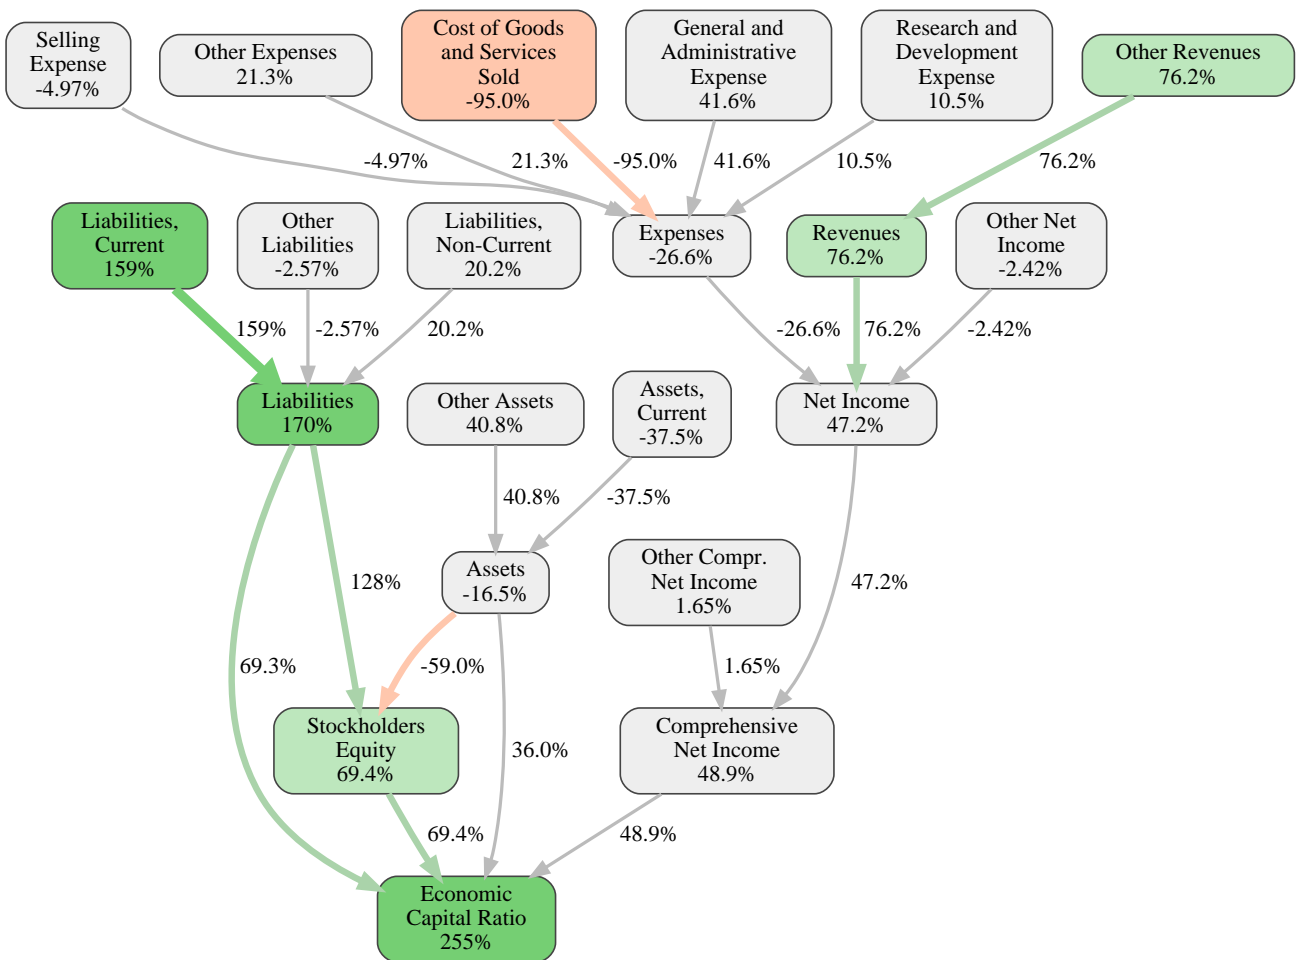 Selling
Expense
-4.97%
Other Expenses
21.3%
Cost of Goods
and Services
Sold
-95.0%
General and
Administrative
Expense
41.6%
Research and
Development
Expense
10.5%
Other Revenues
76.2%
-4.97%
21.3%
-95.0%
41.6%
10.5%
76.2%
Liabilities,
Current
159%
Other
Liabilities
-2.57%
Liabilities,
Non-Current
20.2%
Expenses
-26.6%
Revenues
76.2%
Other Net
Income
-2.42%
159%
-2.57%
20.2%
-26.6%
76.2%
-2.42%
Liabilities
170%
Other Assets
40.8%
Assets,
Current
-37.5%
Net Income
47.2%
40.8%
-37.5%
Assets
-16.5%
Other Compr.
Net Income
1.65%
128%
47.2%
69.3%
-59.0%
1.65%
Stockholders
Equity
69.4%
36.0%
Comprehensive
Net Income
48.9%
69.4%
48.9%
Economic
Capital Ratio
255%